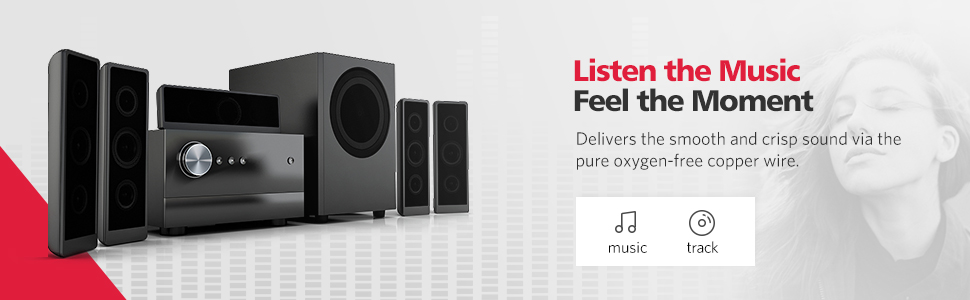 Listen the Music
Feel the Moment
Delivers the smooth and crisp sound via the
pure oxygen-free copper wire.
music
track